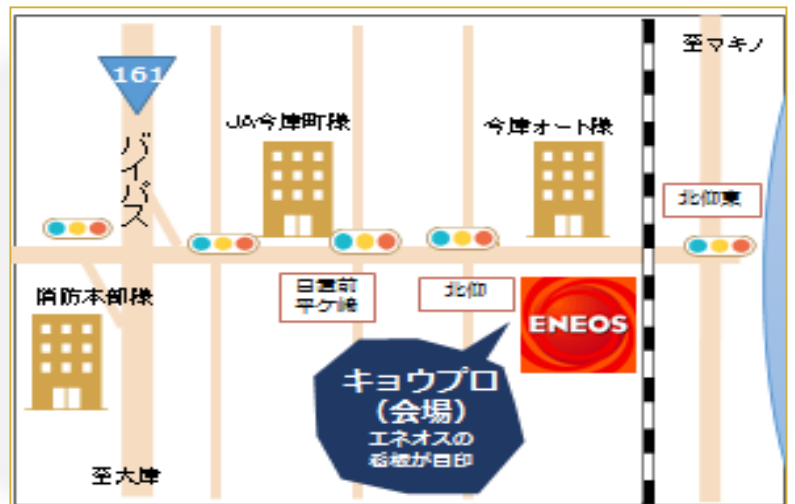 至マキノ
161
バイパス
JA今津町様
今津オート様
北仰東
消防本部様
日置前
平ケ崎
北仰
ENEOS
キョウプロ
(会場)
エネオスの
看板が目印
至大津